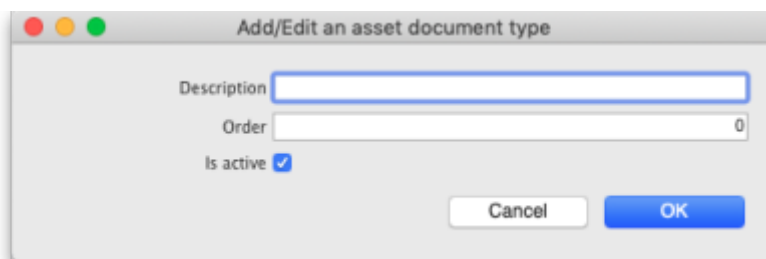 Add/Edit an asset document type
Description
Order 0
Is active
Cancel OK